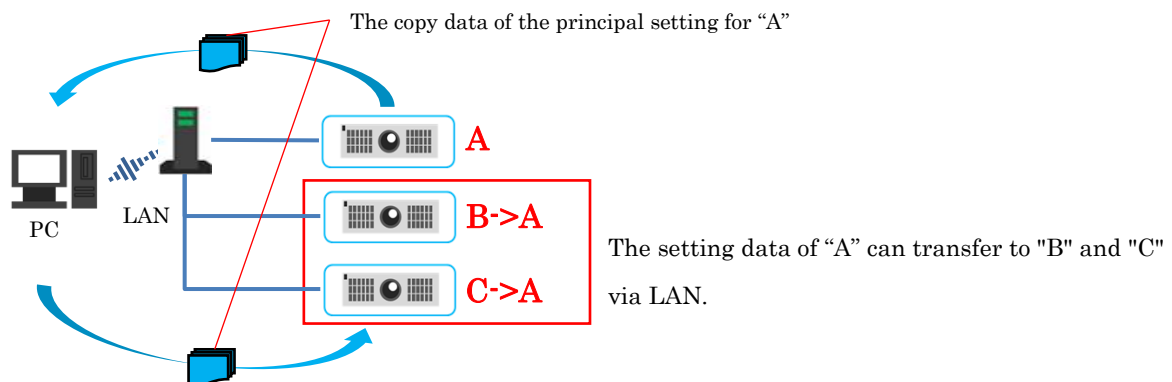 The copy data of the principal setting for “A”
A
PC
LAN
B->A
C->A
The setting data of “A” can transfer to "B" and "C"
via LAN.